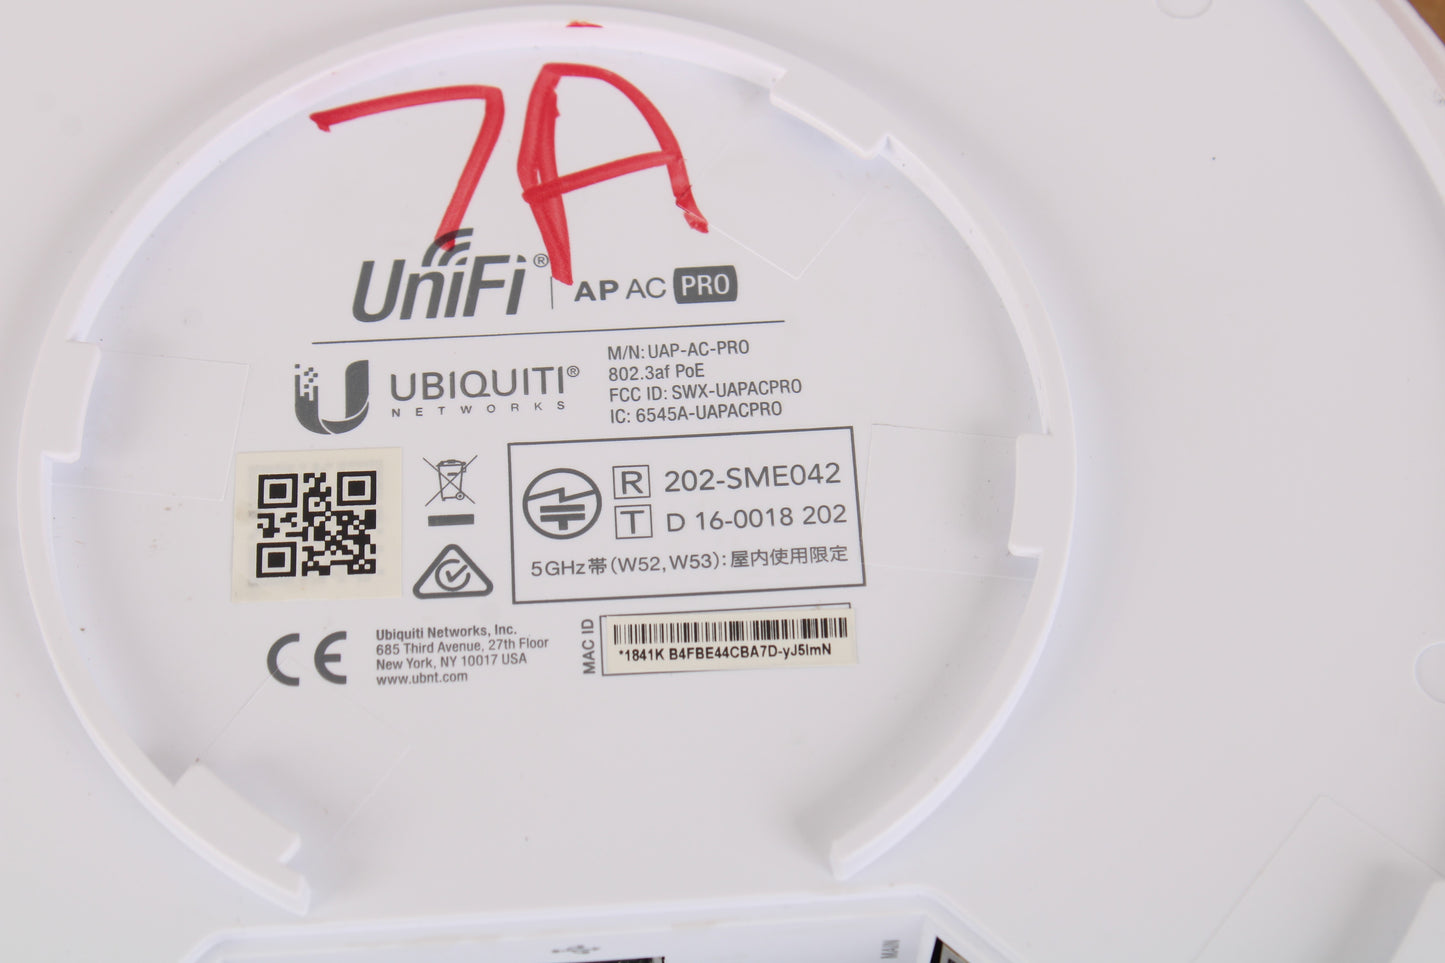 7A
UniFi® | AP AC PRO
UBIQUITI®
NETWORKS
M/N: UAP-AC-PRO
802.3af PoE
FCC ID: SWX-UAPACPRO
IC: 6545A-UAPACPRO
R 202-SME042
T D 16-0018 202
5GHz帯(W52,W53):屋内使用限定
CE
Ubiquiti Networks, Inc.
685 Third Avenue, 27th Floor
New York, NY 10017 USA
www.ubnt.com
MAC ID
*1841K B4FBE44CBA7D-yJ5ImN
MAIN